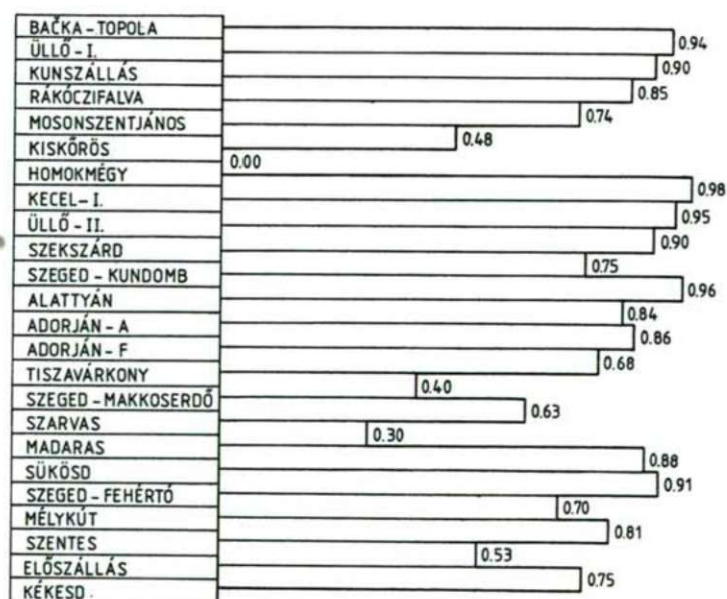 BAČKA-TOPOLA 0.94
ÜLLŐ-I. 0.90
KUNSZÁLLÁS 0.85
RÁKÓCZIFALVA 0.74
MOSONSZENTJÁNOS 0.48
KISKŐRÖS 0.00
HOMOKMÉGY 0.98
KECEL-I. 0.95
ÜLLŐ-II. 0.90
SZEKSZÁRD 0.75
SZEGED-KUNDOMB 0.96
ALATTYÁN 0.84
ADORJÁN-A 0.86
ADORJÁN-F 0.68
TISZAVÁRKONY 0.40
SZEGED-MAKKOSERDŐ 0.63
SZARVAS 0.30
MADARAS 0.88
SÜKÖSD 0.91
SZEGED-FEHÉRTÓ 0.70
MÉLYKÚT 0.81
SZENTES 0.53
ELŐSZÁLLÁS 0.75
KÉKESD